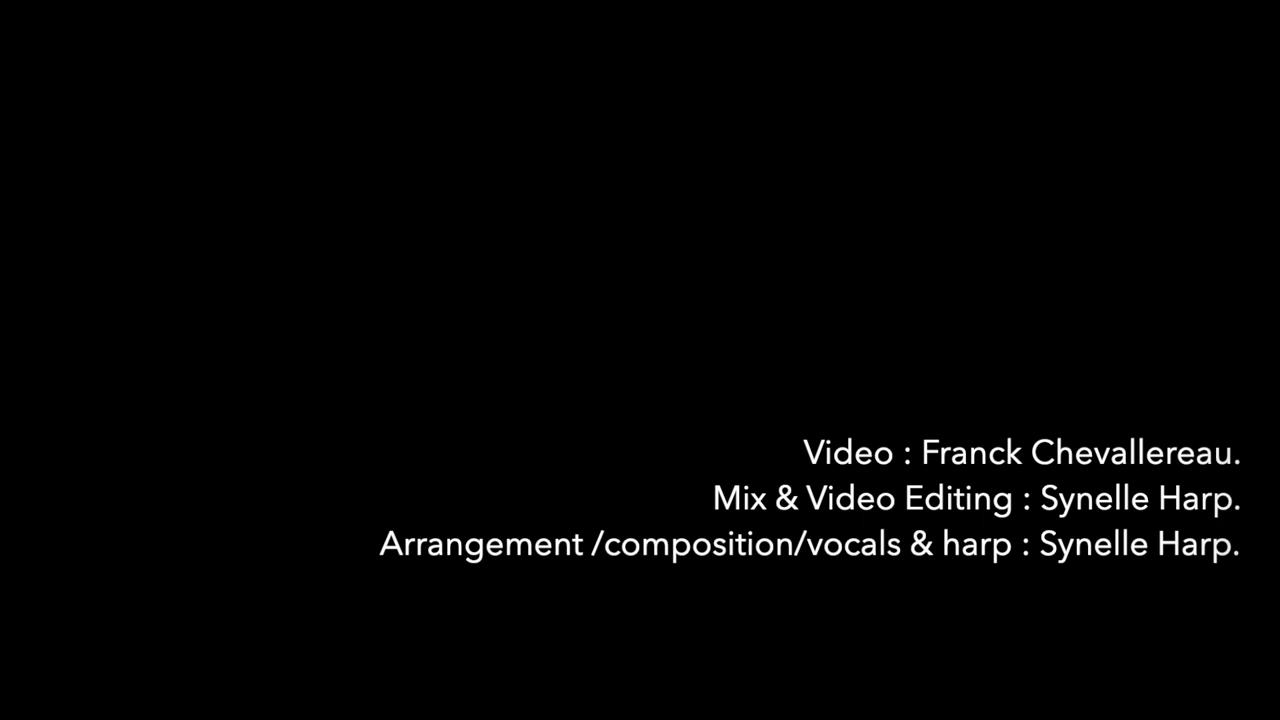 Video : Franck Chevallereau.
Mix & Video Editing : Synelle Harp.
Arrangement /composition/vocals & harp : Synelle Harp.